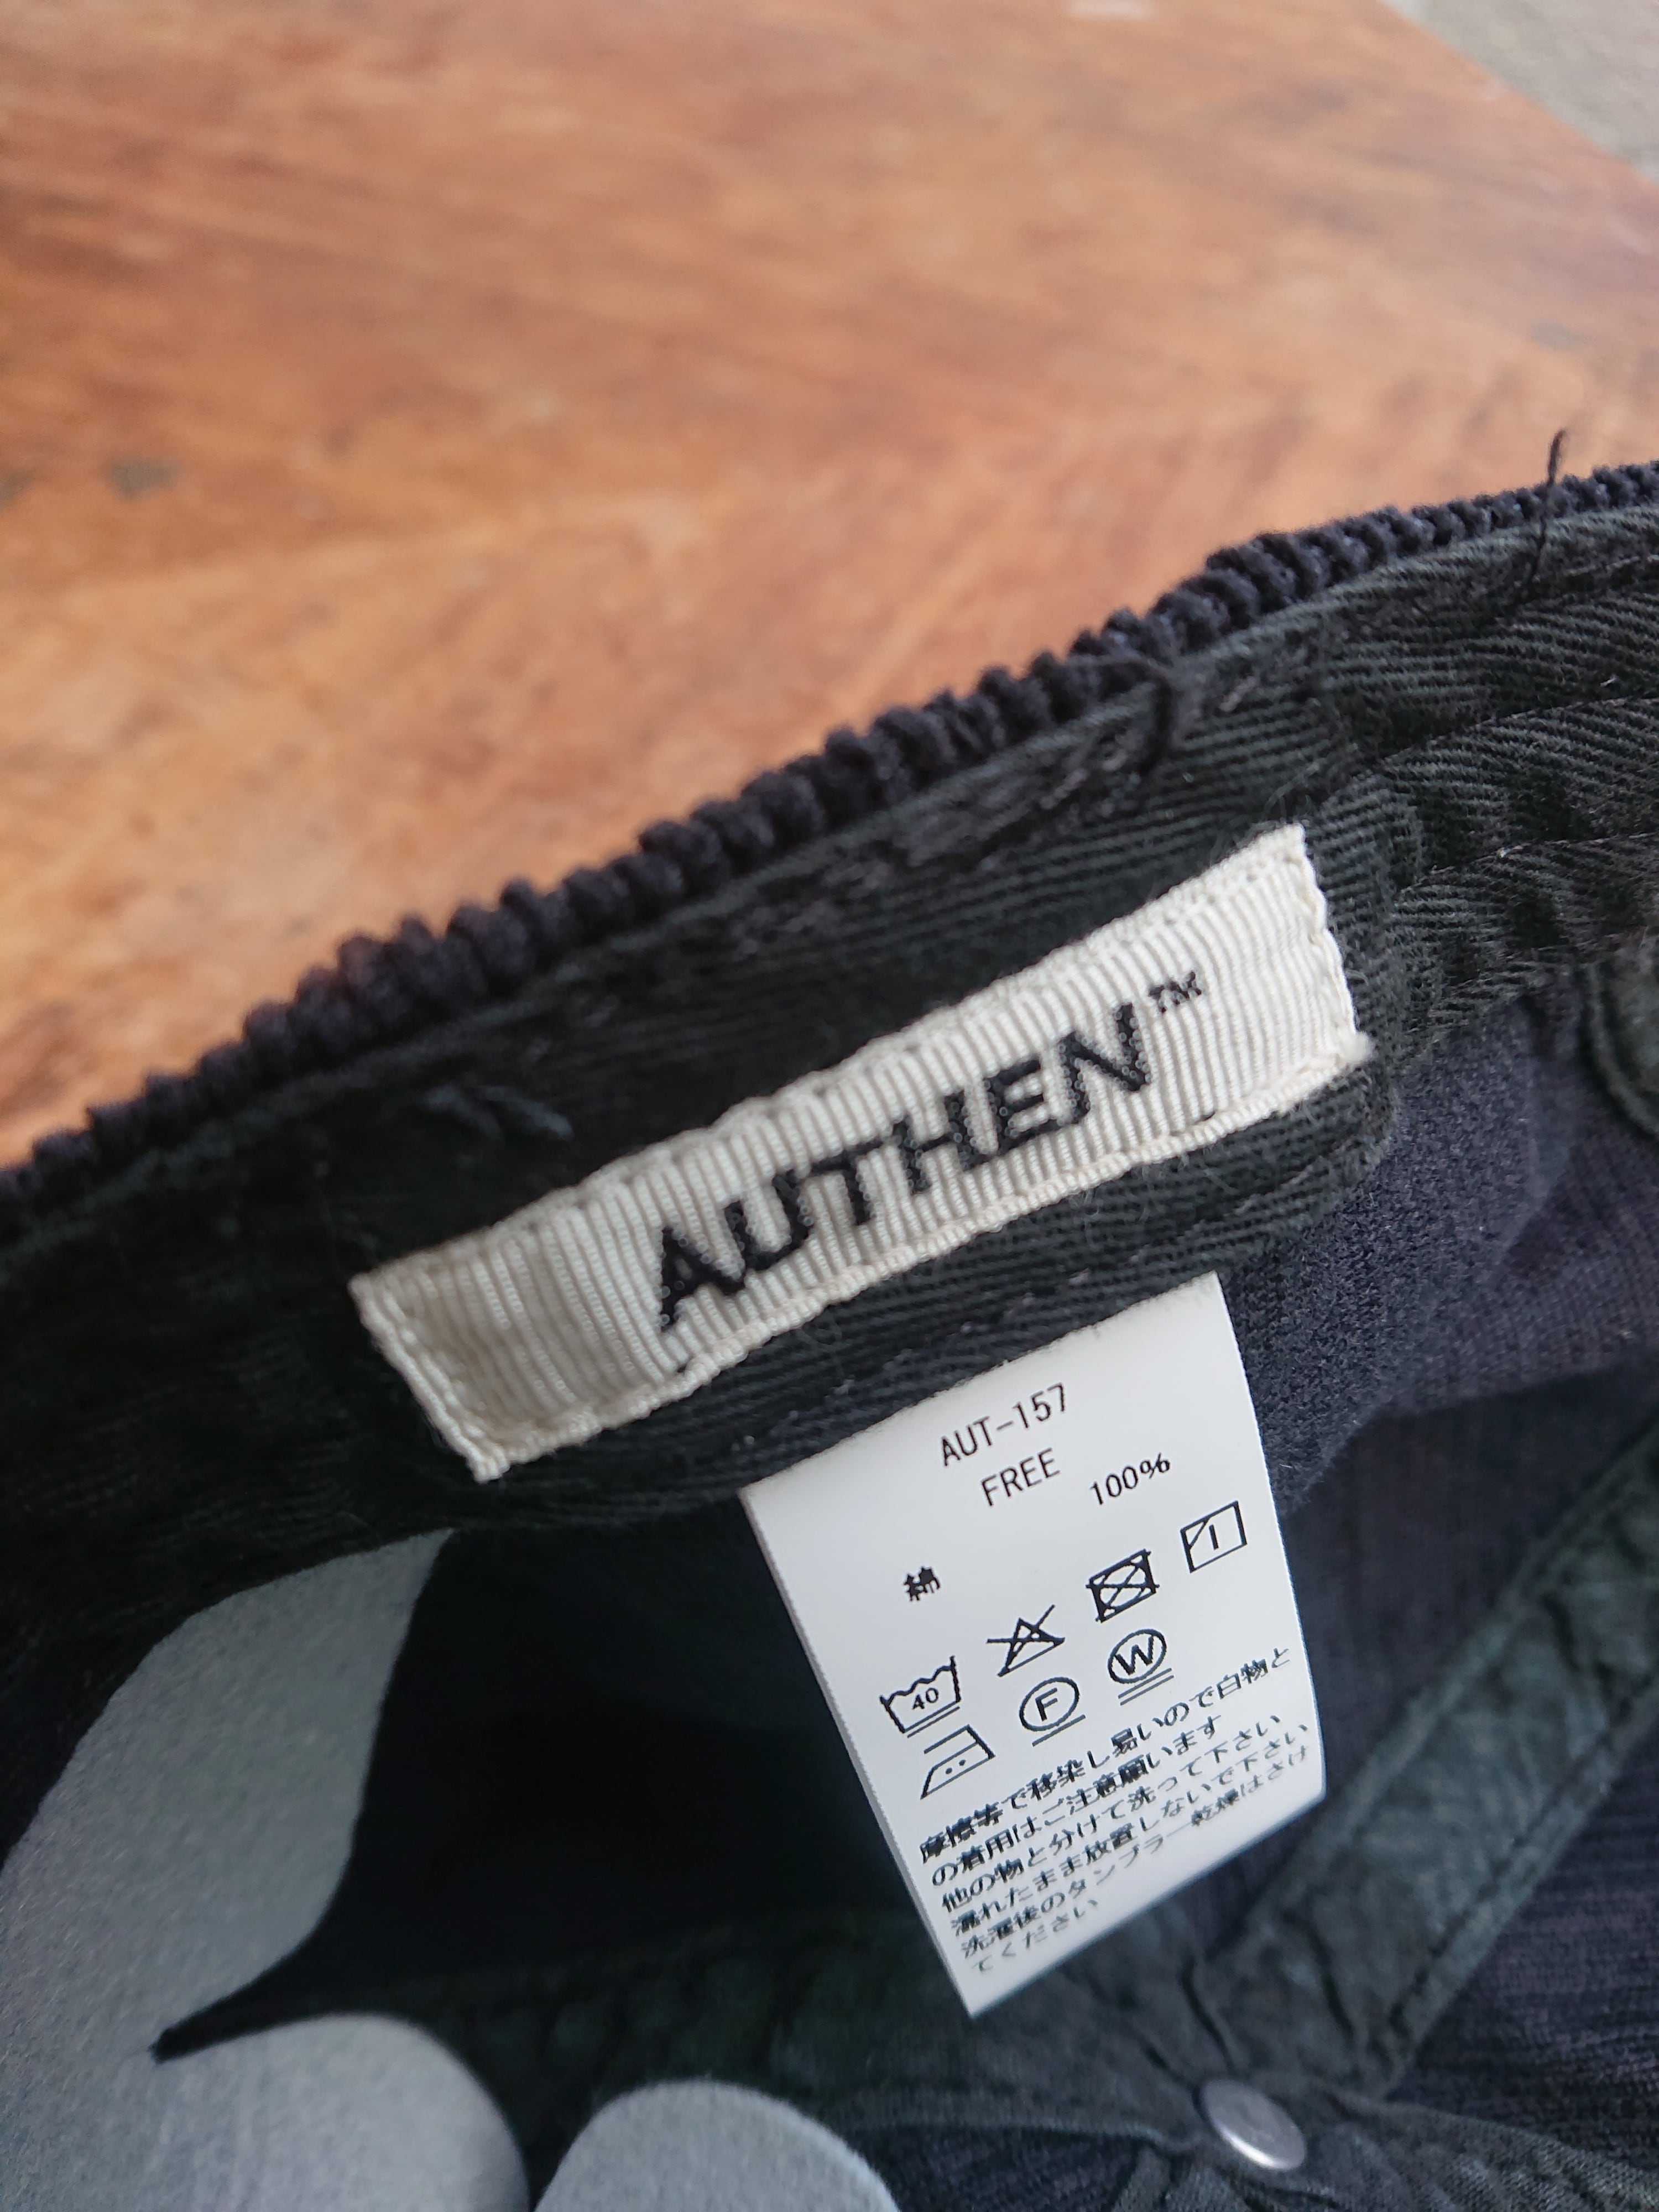 AUTHEN™
AUT-157
FREE
綿 100%
40
F W
摩擦等で移染し易いので白物と
の着用はご注意願います
他の物と分けて洗って下さい
濡れたまま放置しないで下さい
洗濯後のタンブラー乾燥はさけ
てください